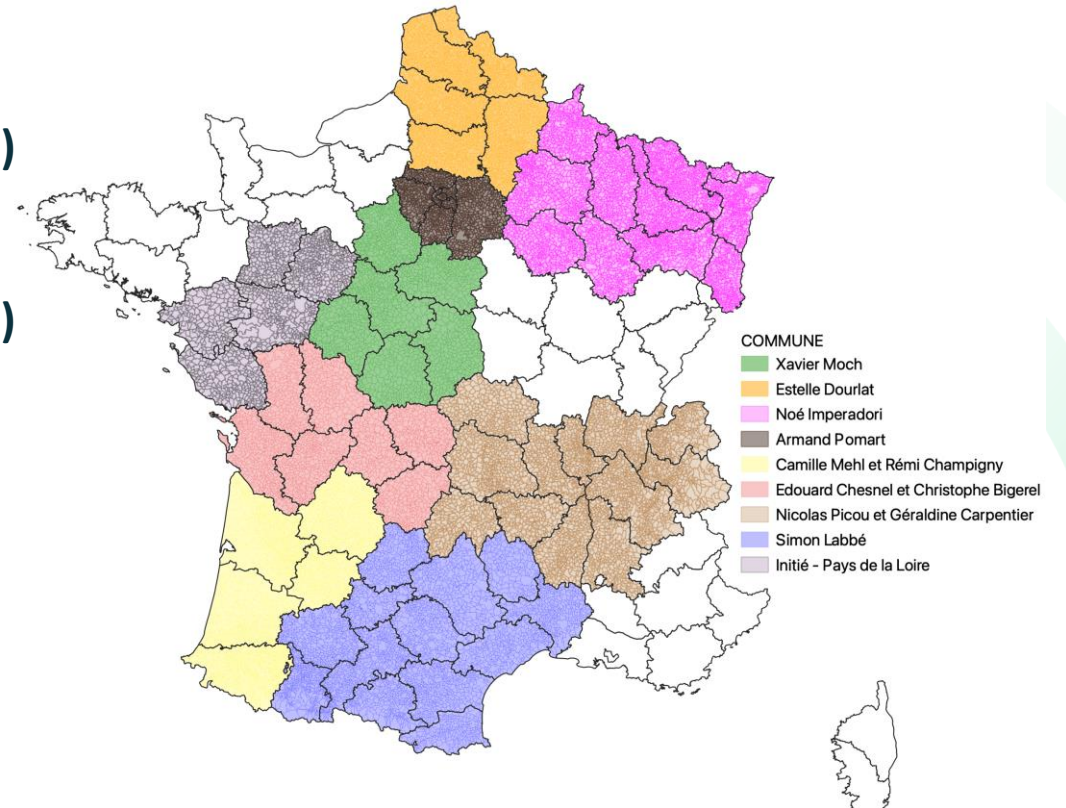 )
)
COMMUNE
Xavier Moch
Estelle Dourlat
Noé Imperadori
Armand Pomart
Camille Mehl et Rémi Champigny
Edouard Chesnel et Christophe Bigerel
Nicolas Picou et Géraldine Carpentier
Simon Labbé
Initié - Pays de la Loire